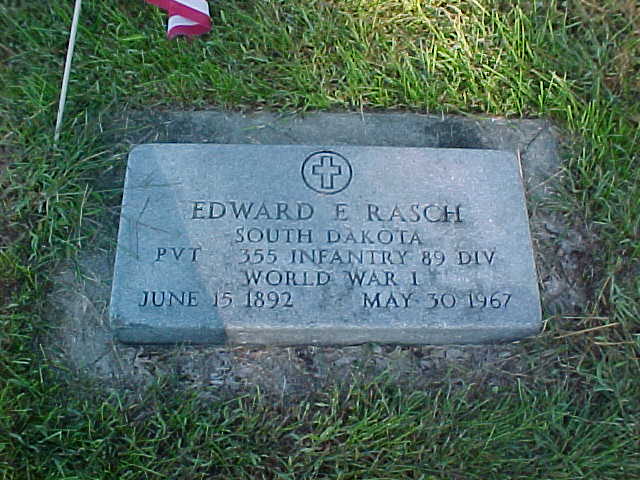 EDWARD E RASCH
SOUTH DAKOTA
PVT 355 INFANTRY 89 DIV
WORLD WAR I
JUNE 15 1892 MAY 30 1967